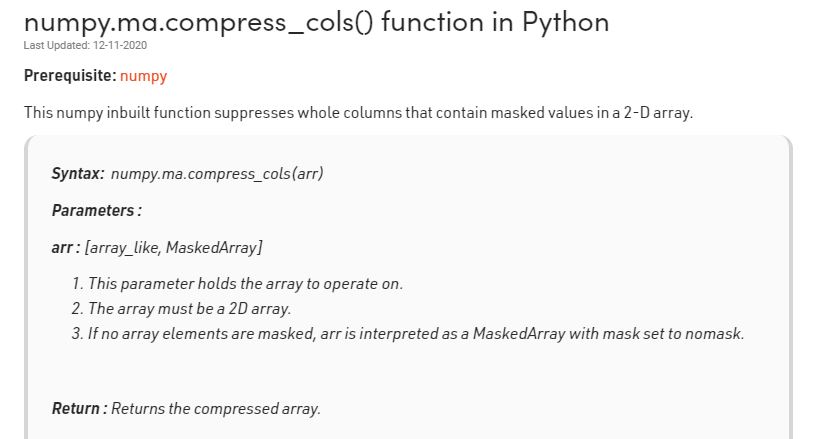 numpy.ma.compress_cols() function in Python
Last Updated: 12-11-2020
Prerequisite: numpy
This numpy inbuilt function suppresses whole columns that contain masked values in a 2-D array.
Syntax: numpy.ma.compress_cols(arr)
Parameters :
arr : [array_like, MaskedArray]
1. This parameter holds the array to operate on.
2. The array must be a 2D array.
3. If no array elements are masked, arr is interpreted as a MaskedArray with mask set to nomask.
Return : Returns the compressed array.